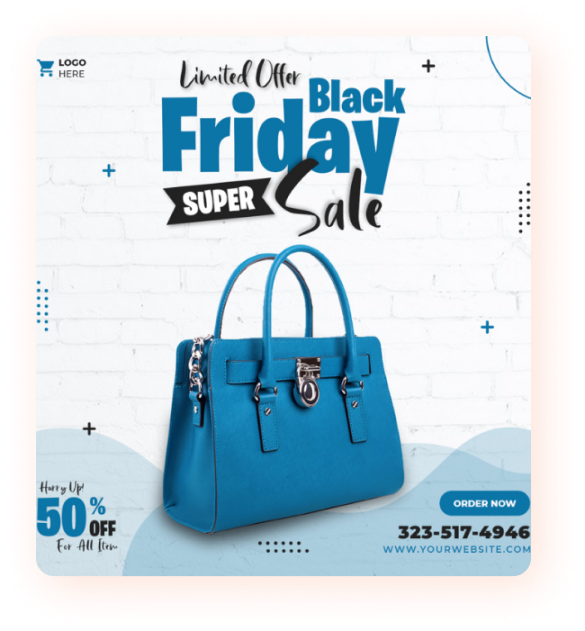 LOGO
HERE
Limited Offer
Black
Friday
SUPER
Sale
Hurry Up!
50%
OFF
For All Item
ORDER NOW
323-517-4946
WWW.YOURWEBSITE.COM